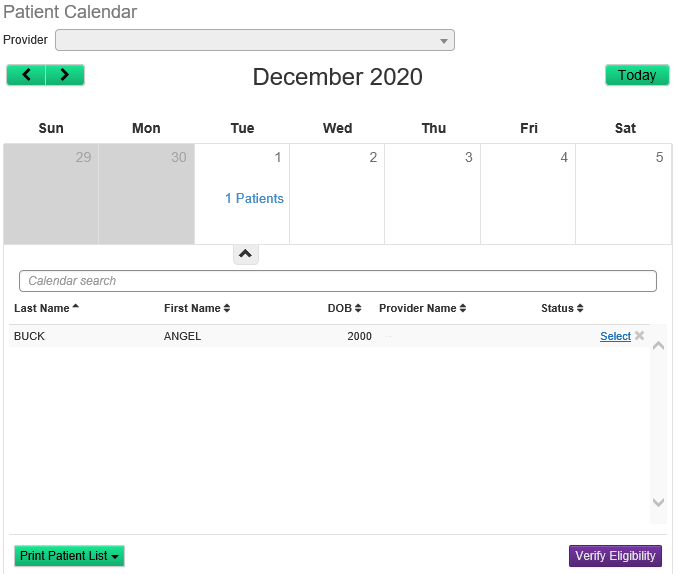 Patient Calendar
Provider
December 2020
Today
Sun Mon Tue Wed Thu Fri Sat
29 30 1 2 3 4 5
1 Patients
Calendar search
Last Name First Name DOB Provider Name Status
BUCK ANGEL 2000 Select
Print Patient List Verify Eligibility